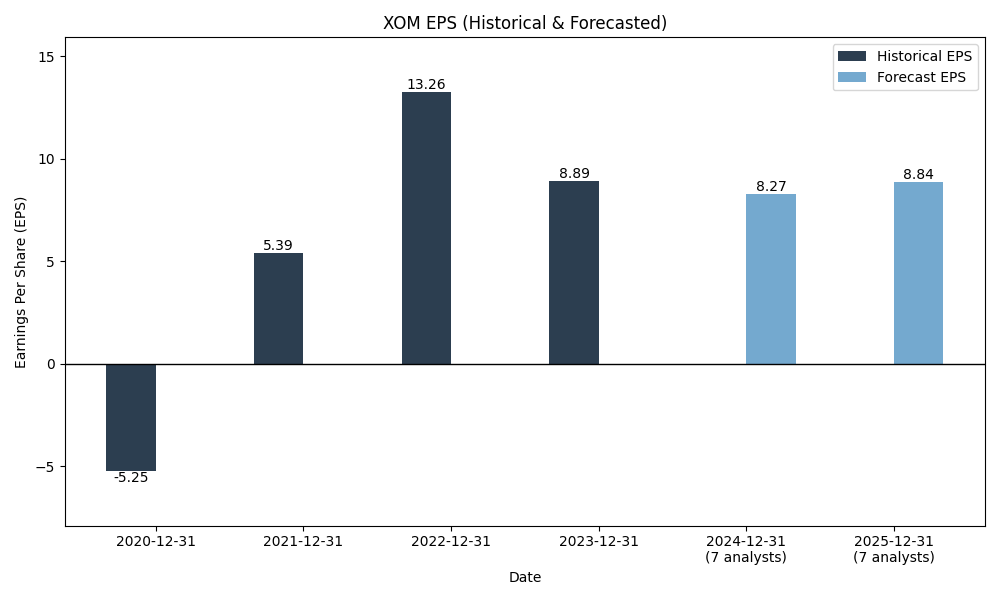 XOM EPS (Historical & Forecasted)
Historical EPS
Forecast EPS
Earnings Per Share (EPS)
15
10
5
0
−5
-5.25
5.39
13.26
8.89
8.27
8.84
2020-12-31
2021-12-31
2022-12-31
2023-12-31
2024-12-31
(7 analysts)
2025-12-31
(7 analysts)
Date